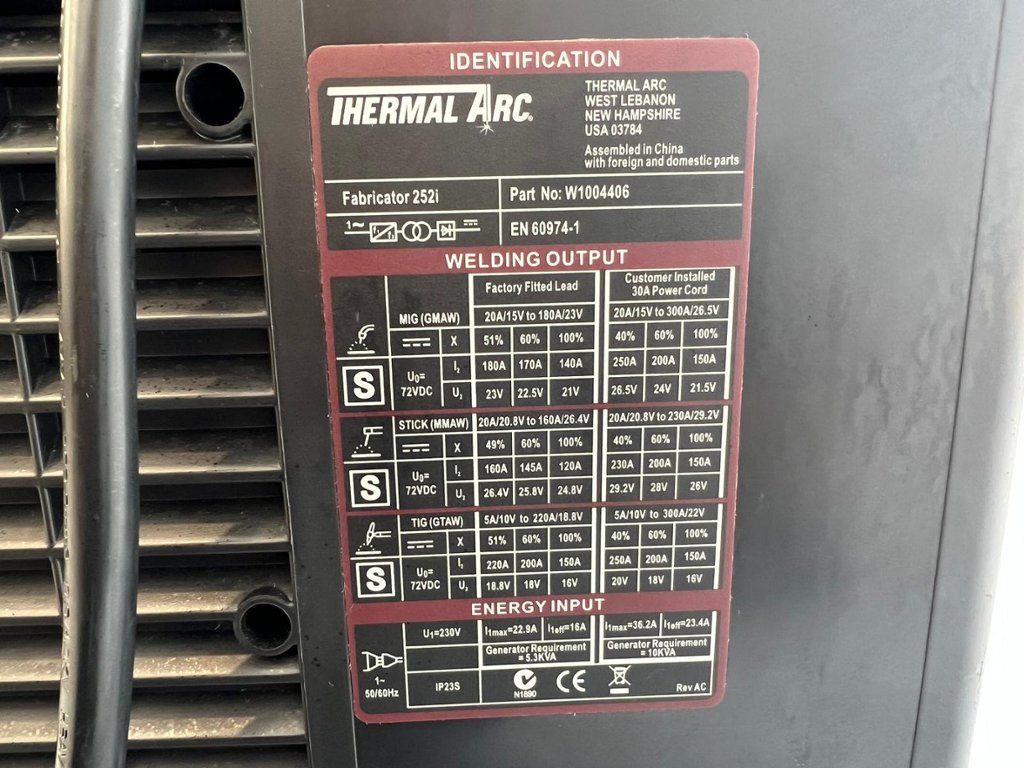 IDENTIFICATION
THERMAL ARC.
THERMAL ARC
WEST LEBANON
NEW HAMPSHIRE
USA 03784
Assembled in China
with foreign and domestic parts
Fabricator 252i
Part No: W1004406
1~
EN 60974-1
WELDING OUTPUT
Factory Fitted Lead
Customer Installed
30A Power Cord
MIG (GMAW) 20A/15V to 180A/23V 20A/15V to 300A/26.5V
X 51% 60% 100% 40% 60% 100%
S U0= 72VDC I2 180A 170A 140A 250A 200A 150A
U2 23V 22.5V 21V 26.5V 24V 21.5V
STICK (MMAW) 20A/20.8V to 160A/26.4V 20A/20.8V to 230A/29.2V
X 49% 60% 100% 40% 60% 100%
S U0= 72VDC I2 160A 145A 120A 230A 200A 150A
U2 26.4V 25.8V 24.8V 29.2V 28V 26V
TIG (GTAW) 5A/10V to 220A/18.8V 5A/10V to 300A/22V
X 51% 60% 100% 40% 60% 100%
S U0= 72VDC I2 220A 200A 150A 250A 200A 150A
U2 18.8V 18V 16V 20V 18V 16V
ENERGY INPUT
U1=230V I1max=22.9A I1eff=16A I1max=36.2A I1eff=23.4A
Generator Requirement
= 5.3KVA
Generator Requirement
= 10KVA
1~
50/60Hz
IP23S
N1890
CE
Rev AC